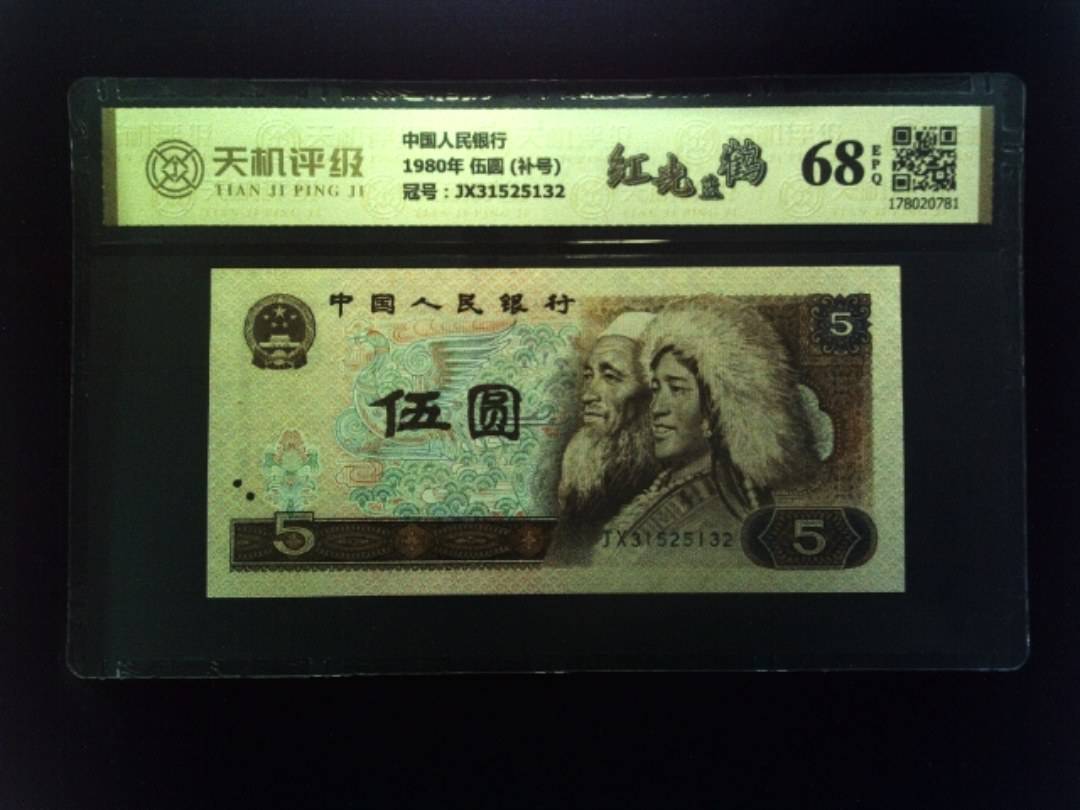 天机评级
TIAN JI PING JI
中国人民银行
1980年 伍圆 (补号)
冠号：JX31525132
红光蓝鹤
68
EPQ
178020781
中国人民银行
5
伍圆
5
JX31525132
5